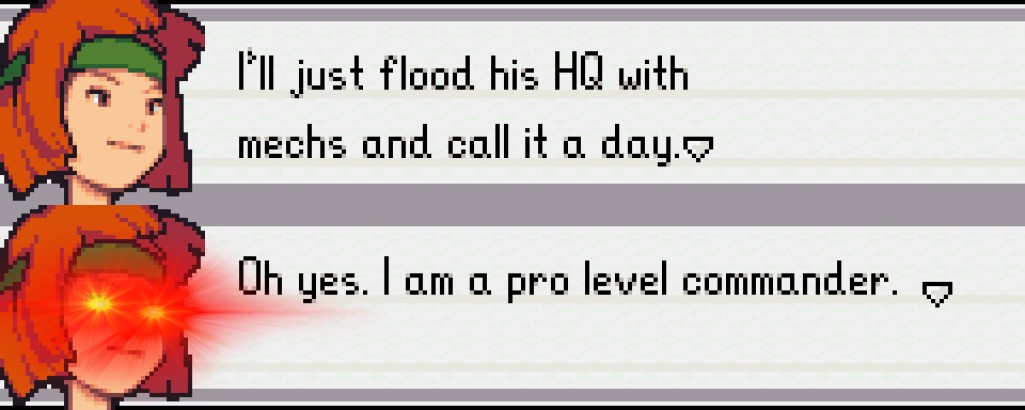 I'll just flood his HQ with
mechs and call it a day.
Oh yes. I am a pro level commander.